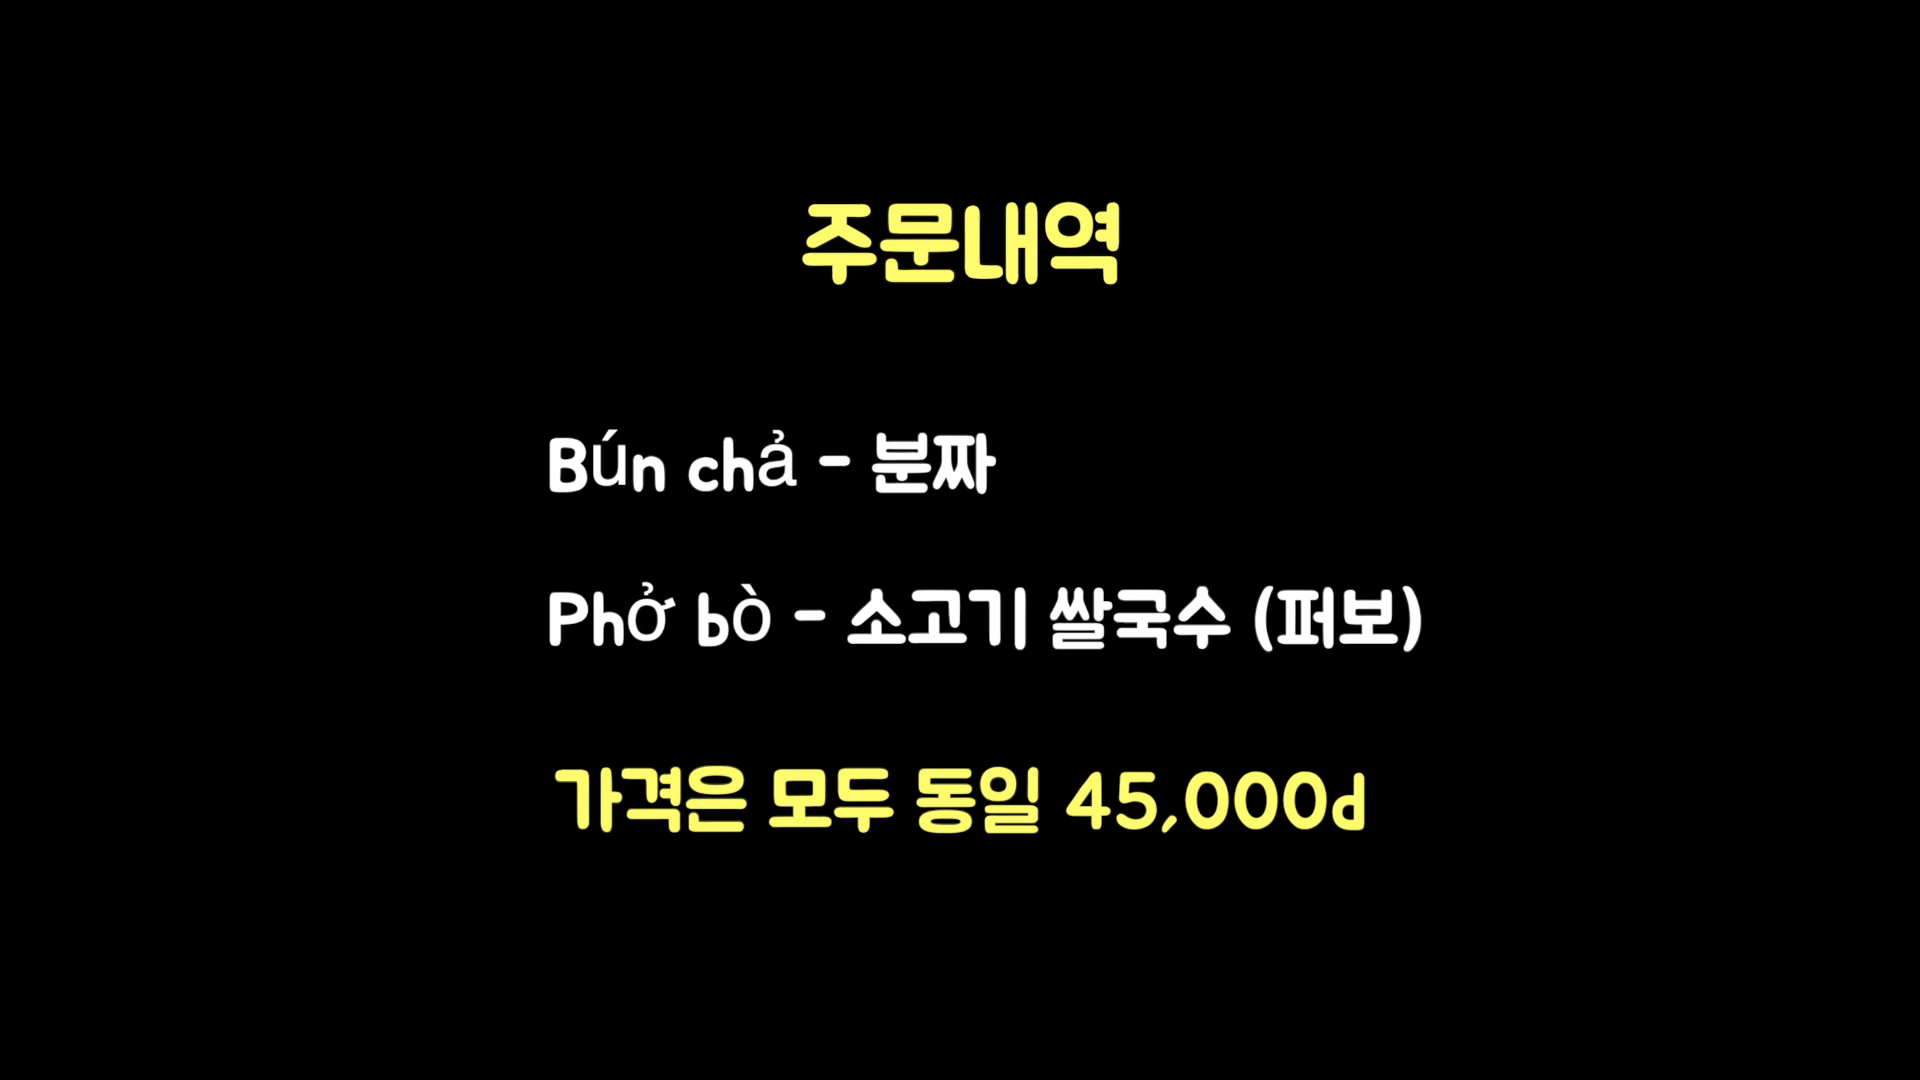 주문내역
Bún chả - 분짜
Phở bò - 소고기 쌀국수 (퍼보)
가격은 모두 동일 45,000d